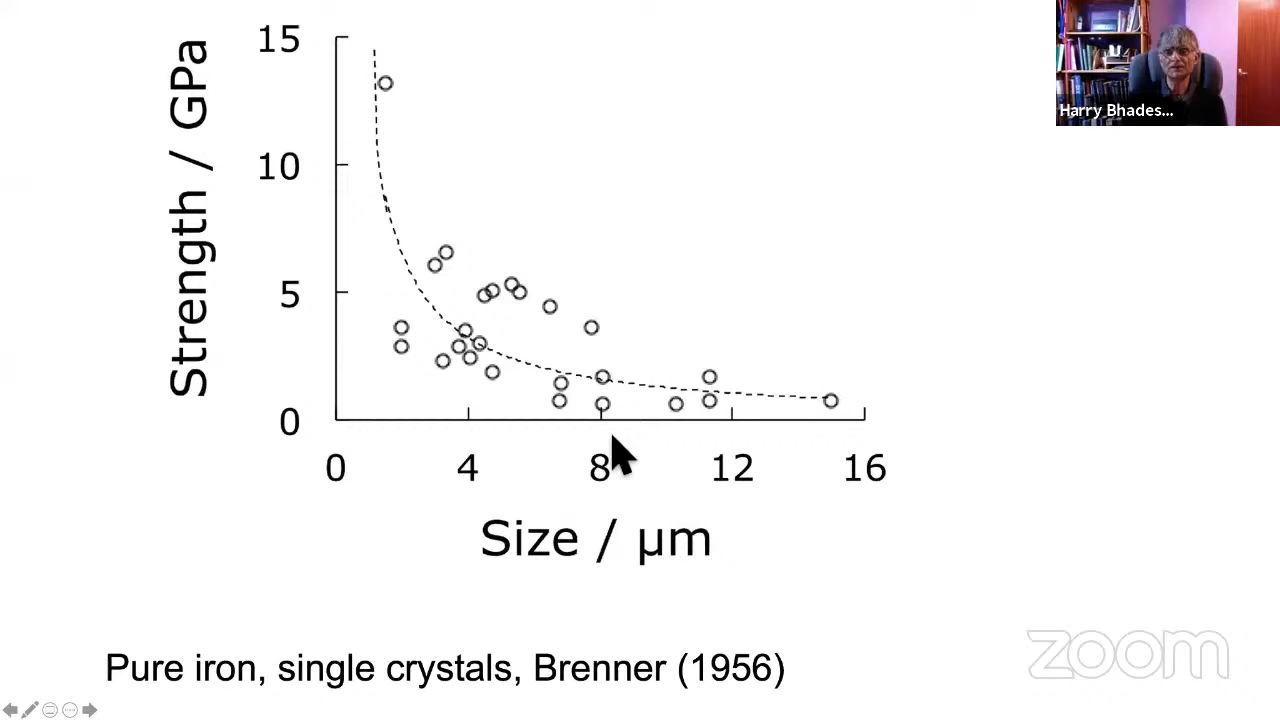 15
10
5
0
Strength / GPa
0 4 8 12 16
Size / μm
Pure iron, single crystals, Brenner (1956)
Harry Bhades...
zoom